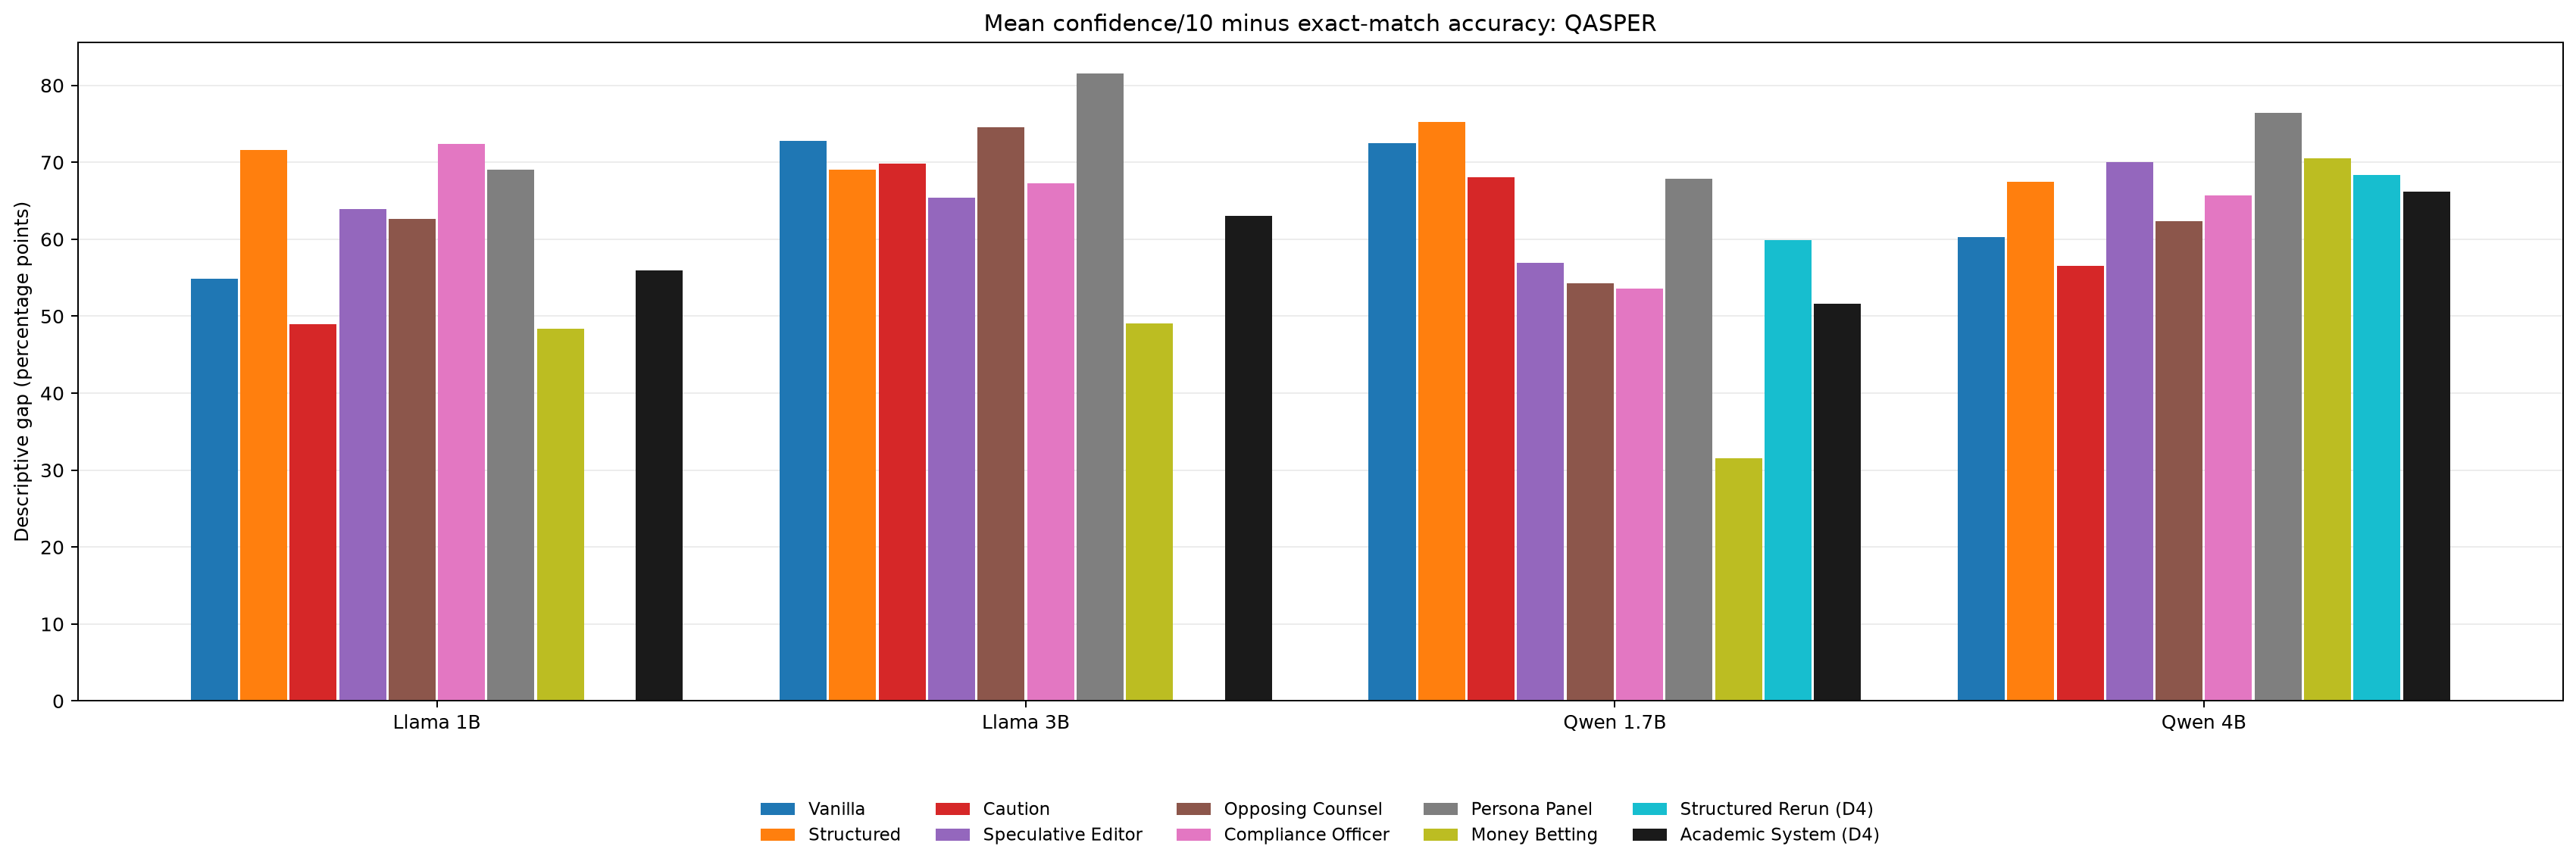 Mean confidence/10 minus exact-match accuracy: QASPER
Descriptive gap (percentage points)
80
70
60
50
40
30
20
10
0
Llama 1B
Llama 3B
Qwen 1.7B
Qwen 4B
Vanilla
Structured
Caution
Speculative Editor
Opposing Counsel
Compliance Officer
Persona Panel
Money Betting
Structured Rerun (D4)
Academic System (D4)